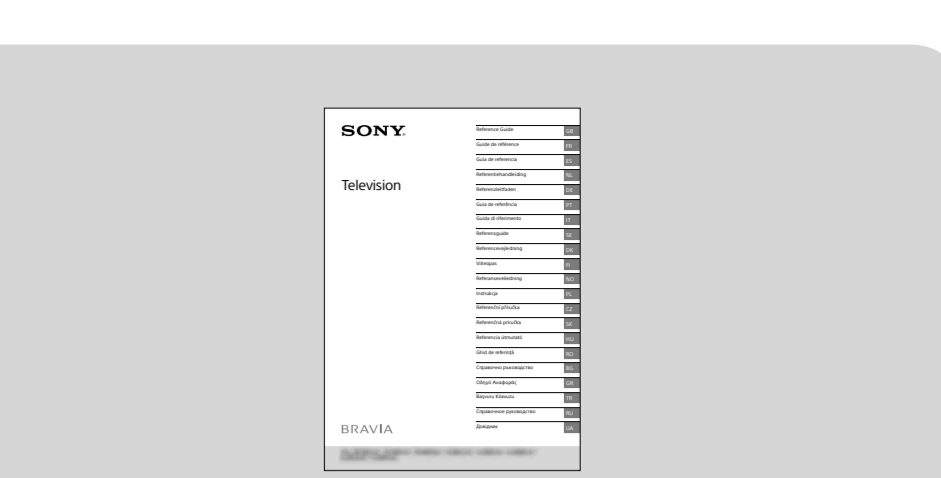 SONY
Television
Reference Guide GB
Guide de référence FR
Guía de referencia ES
Referentiehandleiding NL
Referenzleitfaden DE
Guia de referência PT
Guida di riferimento IT
Referensguide SE
Referencevejledning DK
Viiteopas FI
Referanseveiledning NO
Instrukcja PL
Referenční příručka CZ
Referenčná príručka SK
Referencia útmutató HU
Ghid de referinţă RO
Справочно ръководство BG
Οδηγό Αναφοράς GR
Başvuru Kılavuzu TR
Справочное руководство RU
Довідник UA
BRAVIA